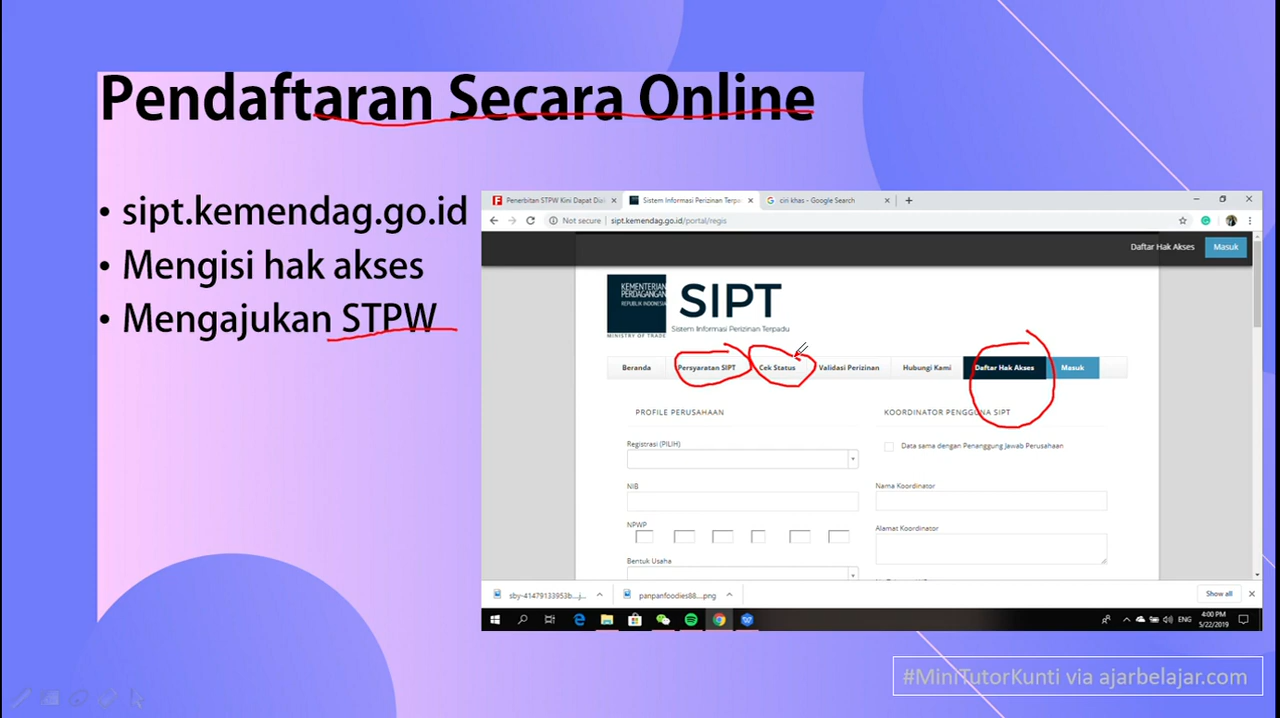 Pendaftaran Secara Online
• sipt.kemendag.go.id
• Mengisi hak akses
• Mengajukan STPW
Penerbitan STPW Kini Dapat Dia
Sistem Informasi Perizinan Terpa
ciri khas - Google Search
Not secure
sipt.kemendag.go.id/portal/regis
Daftar Hak Akses
Masuk
KEMENTERIAN
PERDAGANGAN
REPUBLIK INDONESIA
MINISTRY OF TRADE
SIPT
Sistem Informasi Perizinan Terpadu
Beranda
Persyaratan SIPT
Cek Status
Validasi Perizinan
Hubungi Kami
Daftar Hak Akses
Masuk
PROFILE PERUSAHAAN
Registrasi (PILIH)
NIB
NPWP
Bentuk Usaha
KOORDINATOR PENGGUNA SIPT
Data sama dengan Penanggung Jawab Perusahaan
Nama Koordinator
Alamat Koordinator
sby-41479133953b....j...
panpanfoodies88....png
Show all
ENG
4:00 PM
5/22/2019
#MiniTutorKunti via ajarbelajar.com